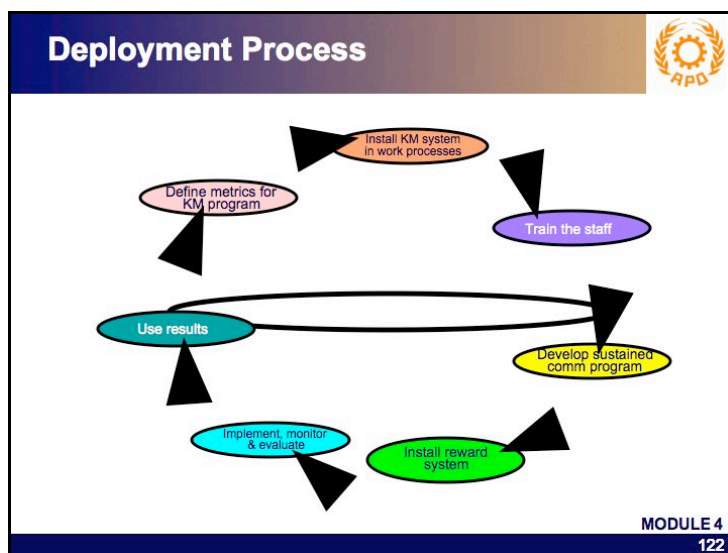 Deployment Process
APO
Install KM system
in work processes
Define metrics for
KM program
Train the staff
Use results
Develop sustained
comm program
Implement, monitor
& evaluate
Install reward
system
MODULE 4
122